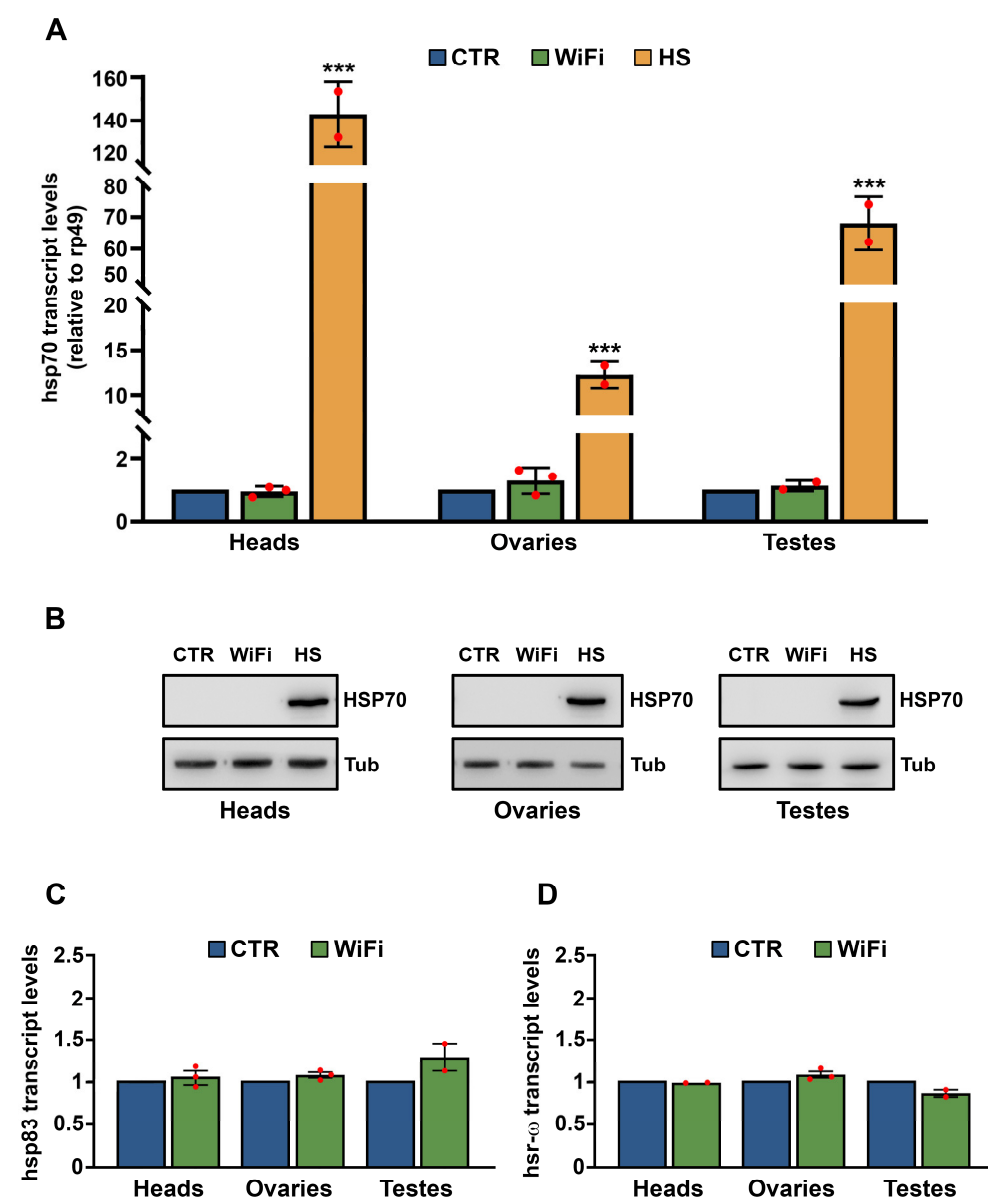 A
CTR WiFi HS
hsp70 transcript levels
(relative to rp49)
160
140
120
80
70
60
50
20
15
10
2
0
***
***
***
Heads Ovaries Testes
B
CTR WiFi HS
HSP70
Tub
Heads
CTR WiFi HS
HSP70
Tub
Ovaries
CTR WiFi HS
HSP70
Tub
Testes
C
CTR WiFi
hsp83 transcript levels
2.5
2
1.5
1
0.5
0
Heads Ovaries Testes
D
CTR WiFi
hsr-ω transcript levels
2.5
2
1.5
1
0.5
0
Heads Ovaries Testes